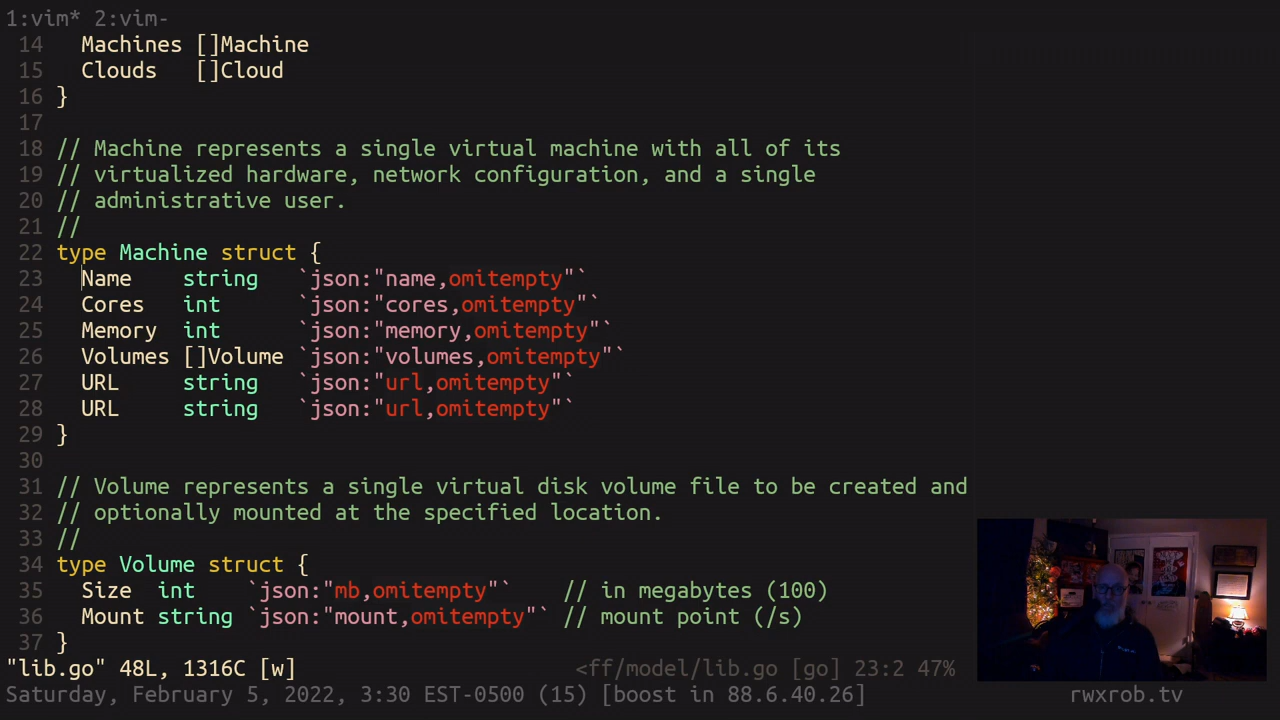 1:vim* 2:vim-
14 Machines []Machine
15 Clouds []Cloud
16 }
17
18 // Machine represents a single virtual machine with all of its
19 // virtualized hardware, network configuration, and a single
20 // administrative user.
21 //
22 type Machine struct {
23 Name string `json:"name,omitempty"`
24 Cores int `json:"cores,omitempty"`
25 Memory int `json:"memory,omitempty"`
26 Volumes []Volume `json:"volumes,omitempty"`
27 URL string `json:"url,omitempty"`
28 URL string `json:"url,omitempty"`
29 }
30
31 // Volume represents a single virtual disk volume file to be created and
32 // optionally mounted at the specified location.
33 //
34 type Volume struct {
35 Size int `json:"mb,omitempty"` // in megabytes (100)
36 Mount string `json:"mount,omitempty"` // mount point (/s)
37 }
"lib.go" 48L, 1316C [w] <ff/model/lib.go [go] 23:2 47%
Saturday, February 5, 2022, 3:30 EST-0500 (15) [boost in 88.6.40.26] rwxrob.tv